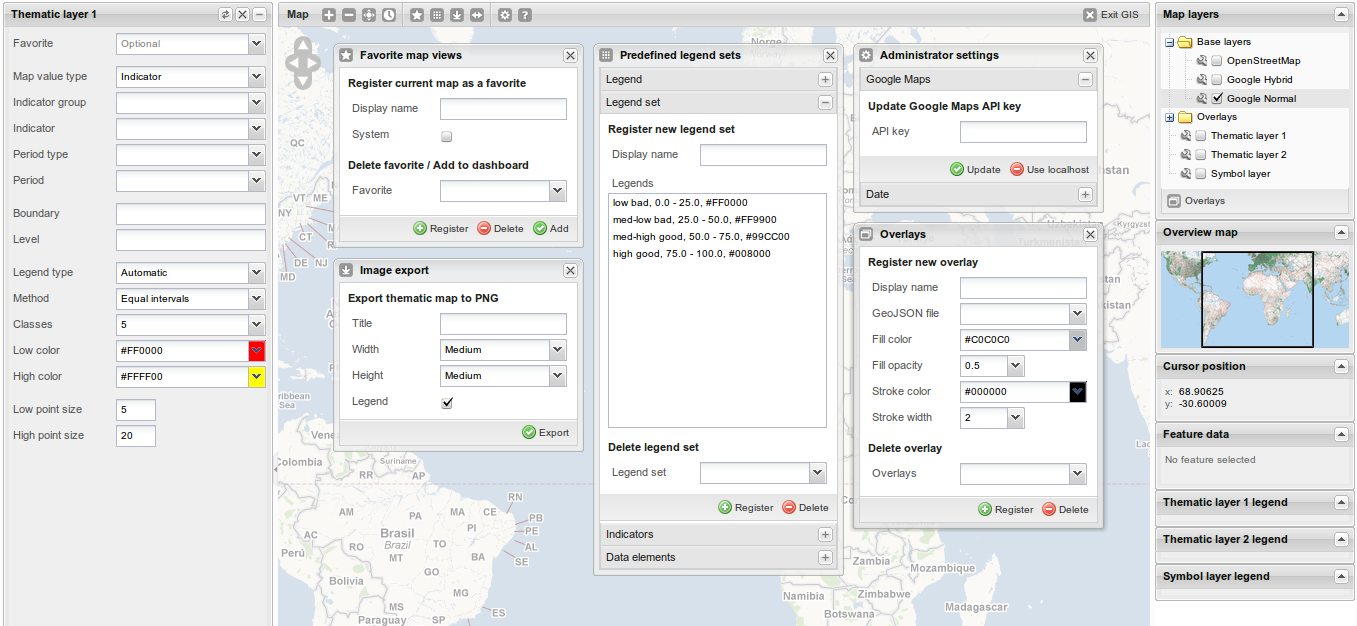 Thematic layer 1
Favorite Optional
Map value type Indicator
Indicator group
Indicator
Period type
Period
Boundary
Level
Legend type Automatic
Method Equal intervals
Classes 5
Low color #FF0000
High color #FFFF00
Low point size 5
High point size 20
Map ? Exit GIS
Favorite map views
Register current map as a favorite
Display name
System
Delete favorite / Add to dashboard
Favorite
Register Delete Add
Image export
Export thematic map to PNG
Title
Width Medium
Height Medium
Legend
Export
Predefined legend sets
Legend
Legend set
Register new legend set
Display name
Legends
low bad, 0.0 - 25.0, #FF0000
med-low bad, 25.0 - 50.0, #FF9900
med-high good, 50.0 - 75.0, #99CC00
high good, 75.0 - 100.0, #008000
Delete legend set
Legend set
Register Delete
Indicators
Data elements
Administrator settings
Google Maps
Update Google Maps API key
API key
Update Use localhost
Date
Overlays
Register new overlay
Display name
GeoJSON file
Fill color #C0C0C0
Fill opacity 0.5
Stroke color #000000
Stroke width 2
Delete overlay
Overlays
Register Delete
Norge
QC
VT ME
NY
CT
DE NJ
MD
ribbean
Sea
Colombia
Suriname
RR AP
AM PA MA CE RN
PB
PE
AL
SE
AC PI
Brasil
Brazil
RO TO BA
MT
Perú
GO
Bolivia
MG
MS ES
Paraguay SP
Turkmenistan
Kyrgyzs
Zambia
Mozambique
Namibia Zimbabwe
Botswana
Madagascar
Map layers
Base layers
OpenStreetMap
Google Hybrid
Google Normal
Overlays
Thematic layer 1
Thematic layer 2
Symbol layer
Overlays
Overview map
Cursor position
x: 68.90625
y: -30.60009
Feature data
No feature selected
Thematic layer 1 legend
Thematic layer 2 legend
Symbol layer legend